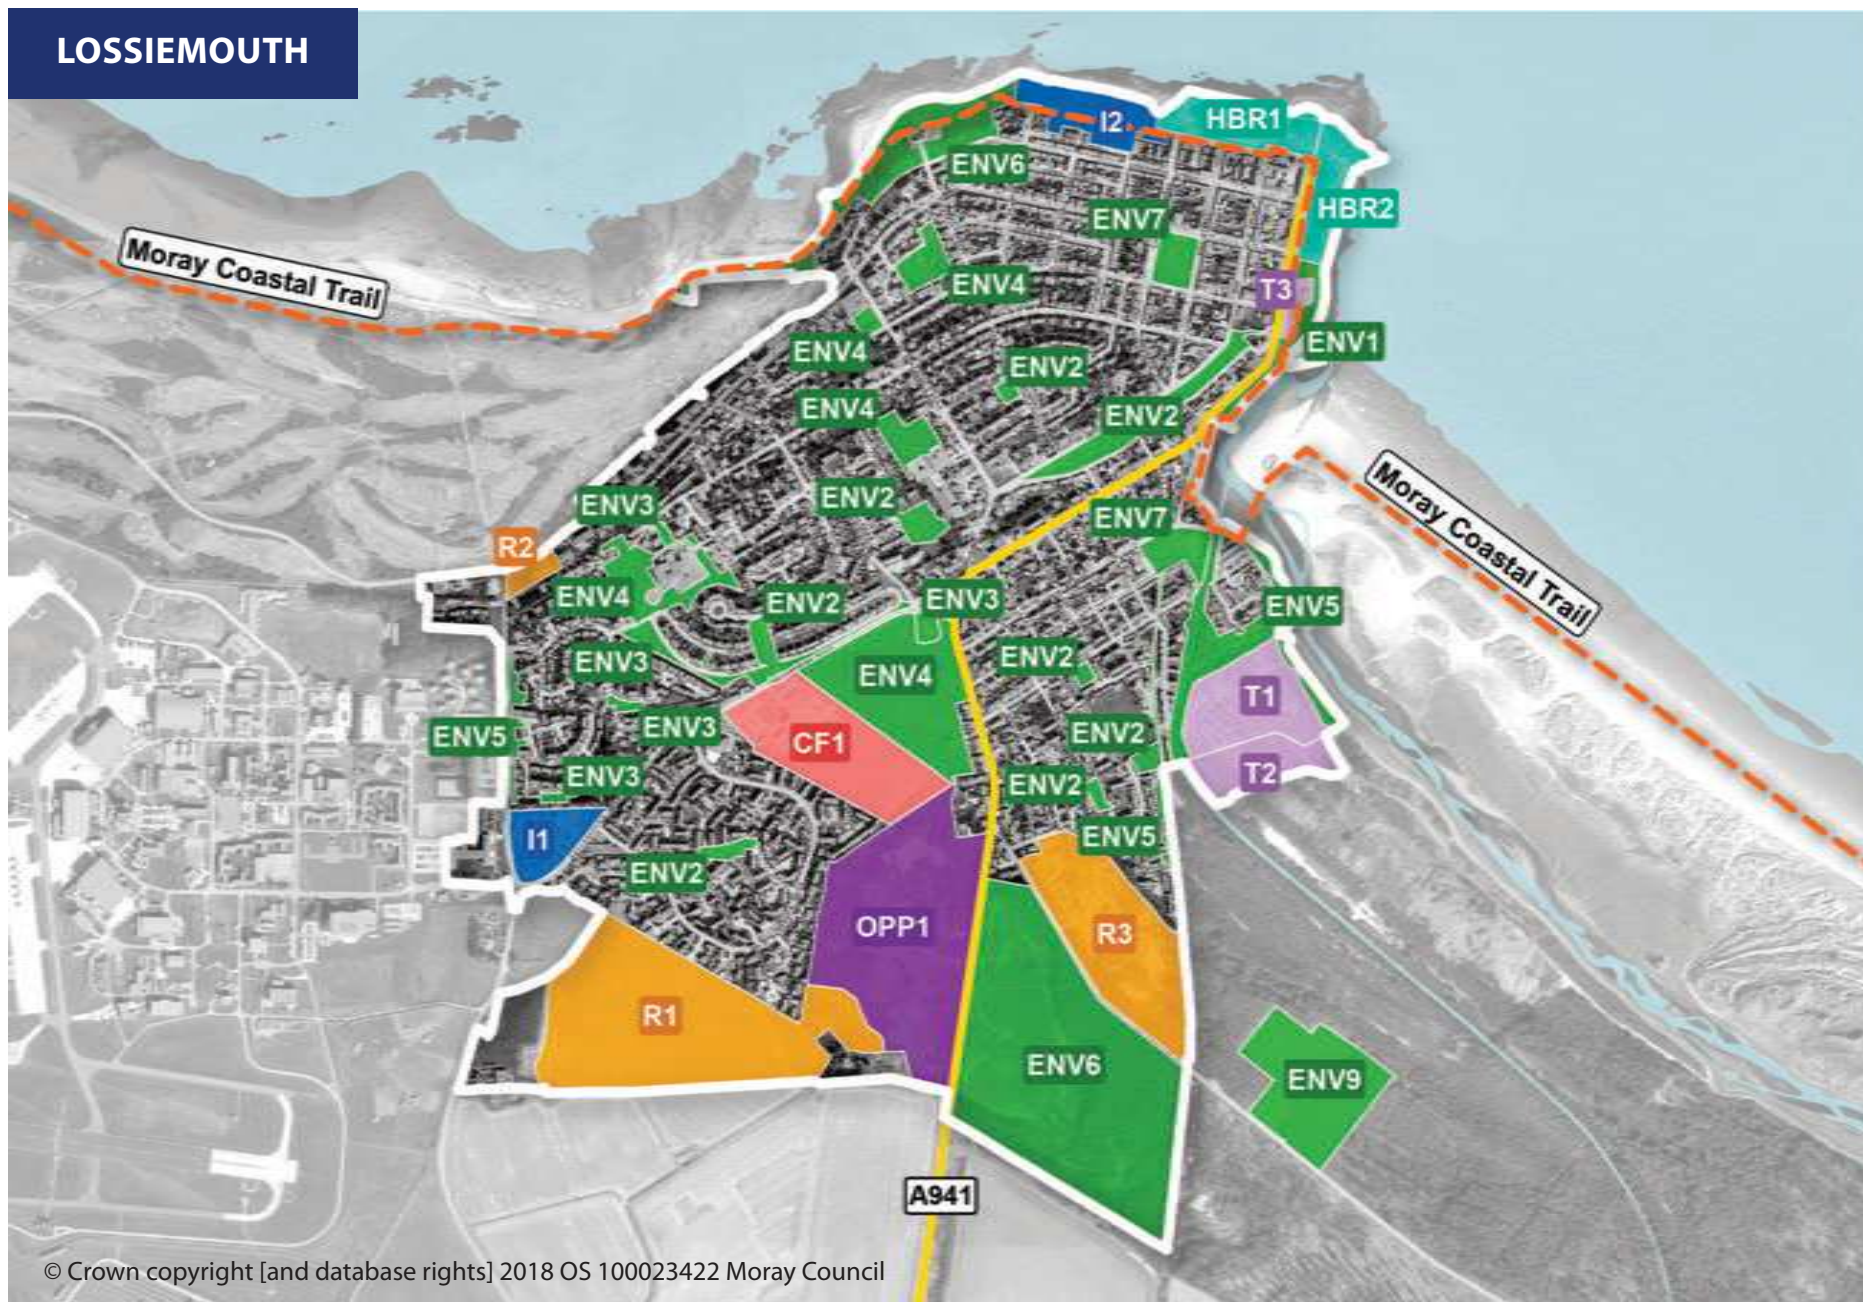 LOSSIEMOUTH
I2
HBR1
ENV6
HBR2
ENV7
Moray Coastal Trail
ENV4
T3
ENV4
ENV1
ENV2
ENV4
ENV2
ENV3
ENV2
ENV7
Moray Coastal Trail
R2
ENV4
ENV2
ENV3
ENV5
ENV3
ENV2
ENV4
T1
ENV3
ENV5
CF1
ENV2
T2
ENV3
ENV2
I1
ENV5
ENV2
OPP1
R3
R1
ENV6
ENV9
A941
© Crown copyright [and database rights] 2018 OS 100023422 Moray Council